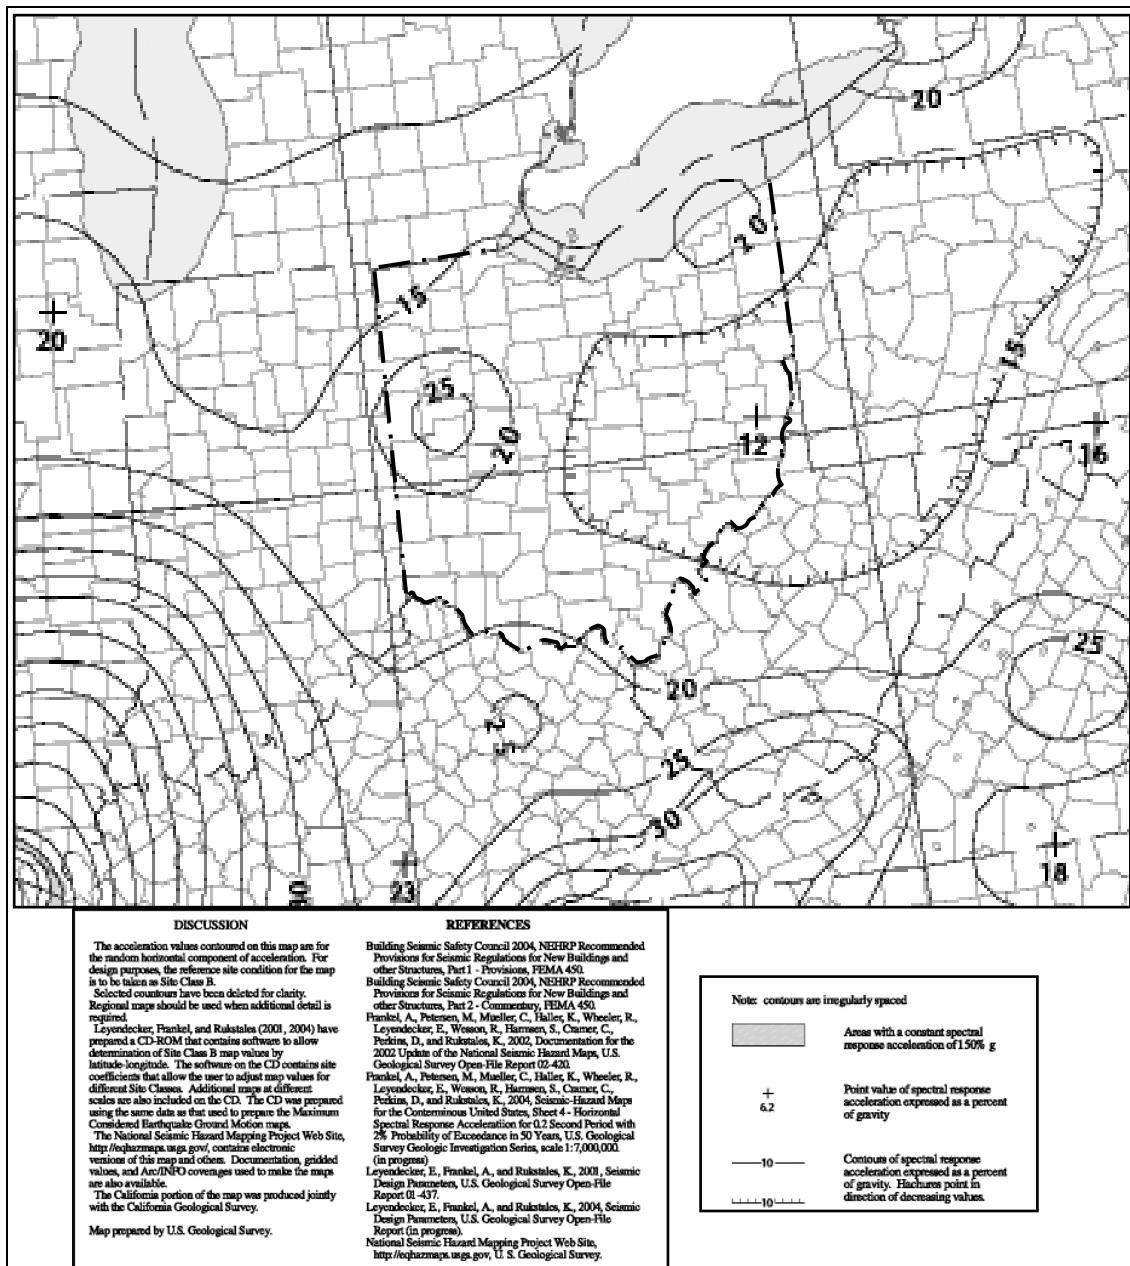 20
15
20
20
25
20
12
15
16
25
20
25
25
30
18
23
30
DISCUSSION
The acceleration values contoured on this map are for
the random horizontal component of acceleration. For
design purposes, the reference site condition for the map
is to be taken as Site Class B.
Selected countours have been deleted for clarity.
Regional maps should be used when additional detail is
required.
Leyendecker, Frankel, and Rukstales (2001, 2004) have
prepared a CD-ROM that contains software to allow
determination of Site Class B map values by
latitude-longitude. The software on the CD contains site
coefficients that allow the user to adjust map values for
different Site Classes. Additional maps at different
scales are also included on the CD. The CD was prepared
using the same data as that used to prepare the Maximum
Considered Earthquake Ground Motion maps.
The National Seismic Hazard Mapping Project Web Site,
http://eqhazmaps.usgs.gov/, contains electronic
versions of this map and others. Documentation, gridded
values, and Arc/INFO coverages used to make the maps
are also available.
The California portion of the map was produced jointly
with the California Geological Survey.
Map prepared by U.S. Geological Survey.
REFERENCES
Building Seismic Safety Council 2004, NEHRP Recommended
Provisions for Seismic Regulations for New Buildings and
other Structures, Part 1 - Provisions, FEMA 450.
Building Seismic Safety Council 2004, NEHRP Recommended
Provisions for Seismic Regulations for New Buildings and
other Structures, Part 2 - Commentary, FEMA 450.
Frankel, A., Petersen, M., Mueller, C., Haller, K., Wheeler, R.,
Leyendecker, E., Wesson, R., Harmsen, S., Cramer, C.,
Perkins, D., and Rukstales, K., 2002, Documentation for the
2002 Update of the National Seismic Hazard Maps, U.S.
Geological Survey Open-File Report 02-420.
Frankel, A., Petersen, M., Mueller, C., Haller, K., Wheeler, R.,
Leyendecker, E., Wesson, R., Harmsen, S., Cramer, C.,
Perkins, D., and Rukstales, K., 2004, Seismic-Hazard Maps
for the Conterminous United States, Sheet 4 - Horizontal
Spectral Response Acceleration for 0.2 Second Period with
2% Probability of Exceedance in 50 Years, U.S. Geological
Survey Geologic Investigation Series, scale 1:7,000,000.
(in progress)
Leyendecker, E., Frankel, A., and Rukstales, K., 2001, Seismic
Design Parameters, U.S. Geological Survey Open-File
Report 01-437.
Leyendecker, E., Frankel, A., and Rukstales, K., 2004, Seismic
Design Parameters, U.S. Geological Survey Open-File
Report (in progress).
National Seismic Hazard Mapping Project Web Site,
http://eqhazmaps.usgs.gov, U. S. Geological Survey.
Note: contours are irregularly spaced
Areas with a constant spectral
response acceleration of 150% g
6.2
Point value of spectral response
acceleration expressed as a percent
of gravity
10
Contours of spectral response
acceleration expressed as a percent
of gravity. Hachures point in
direction of decreasing values.
10